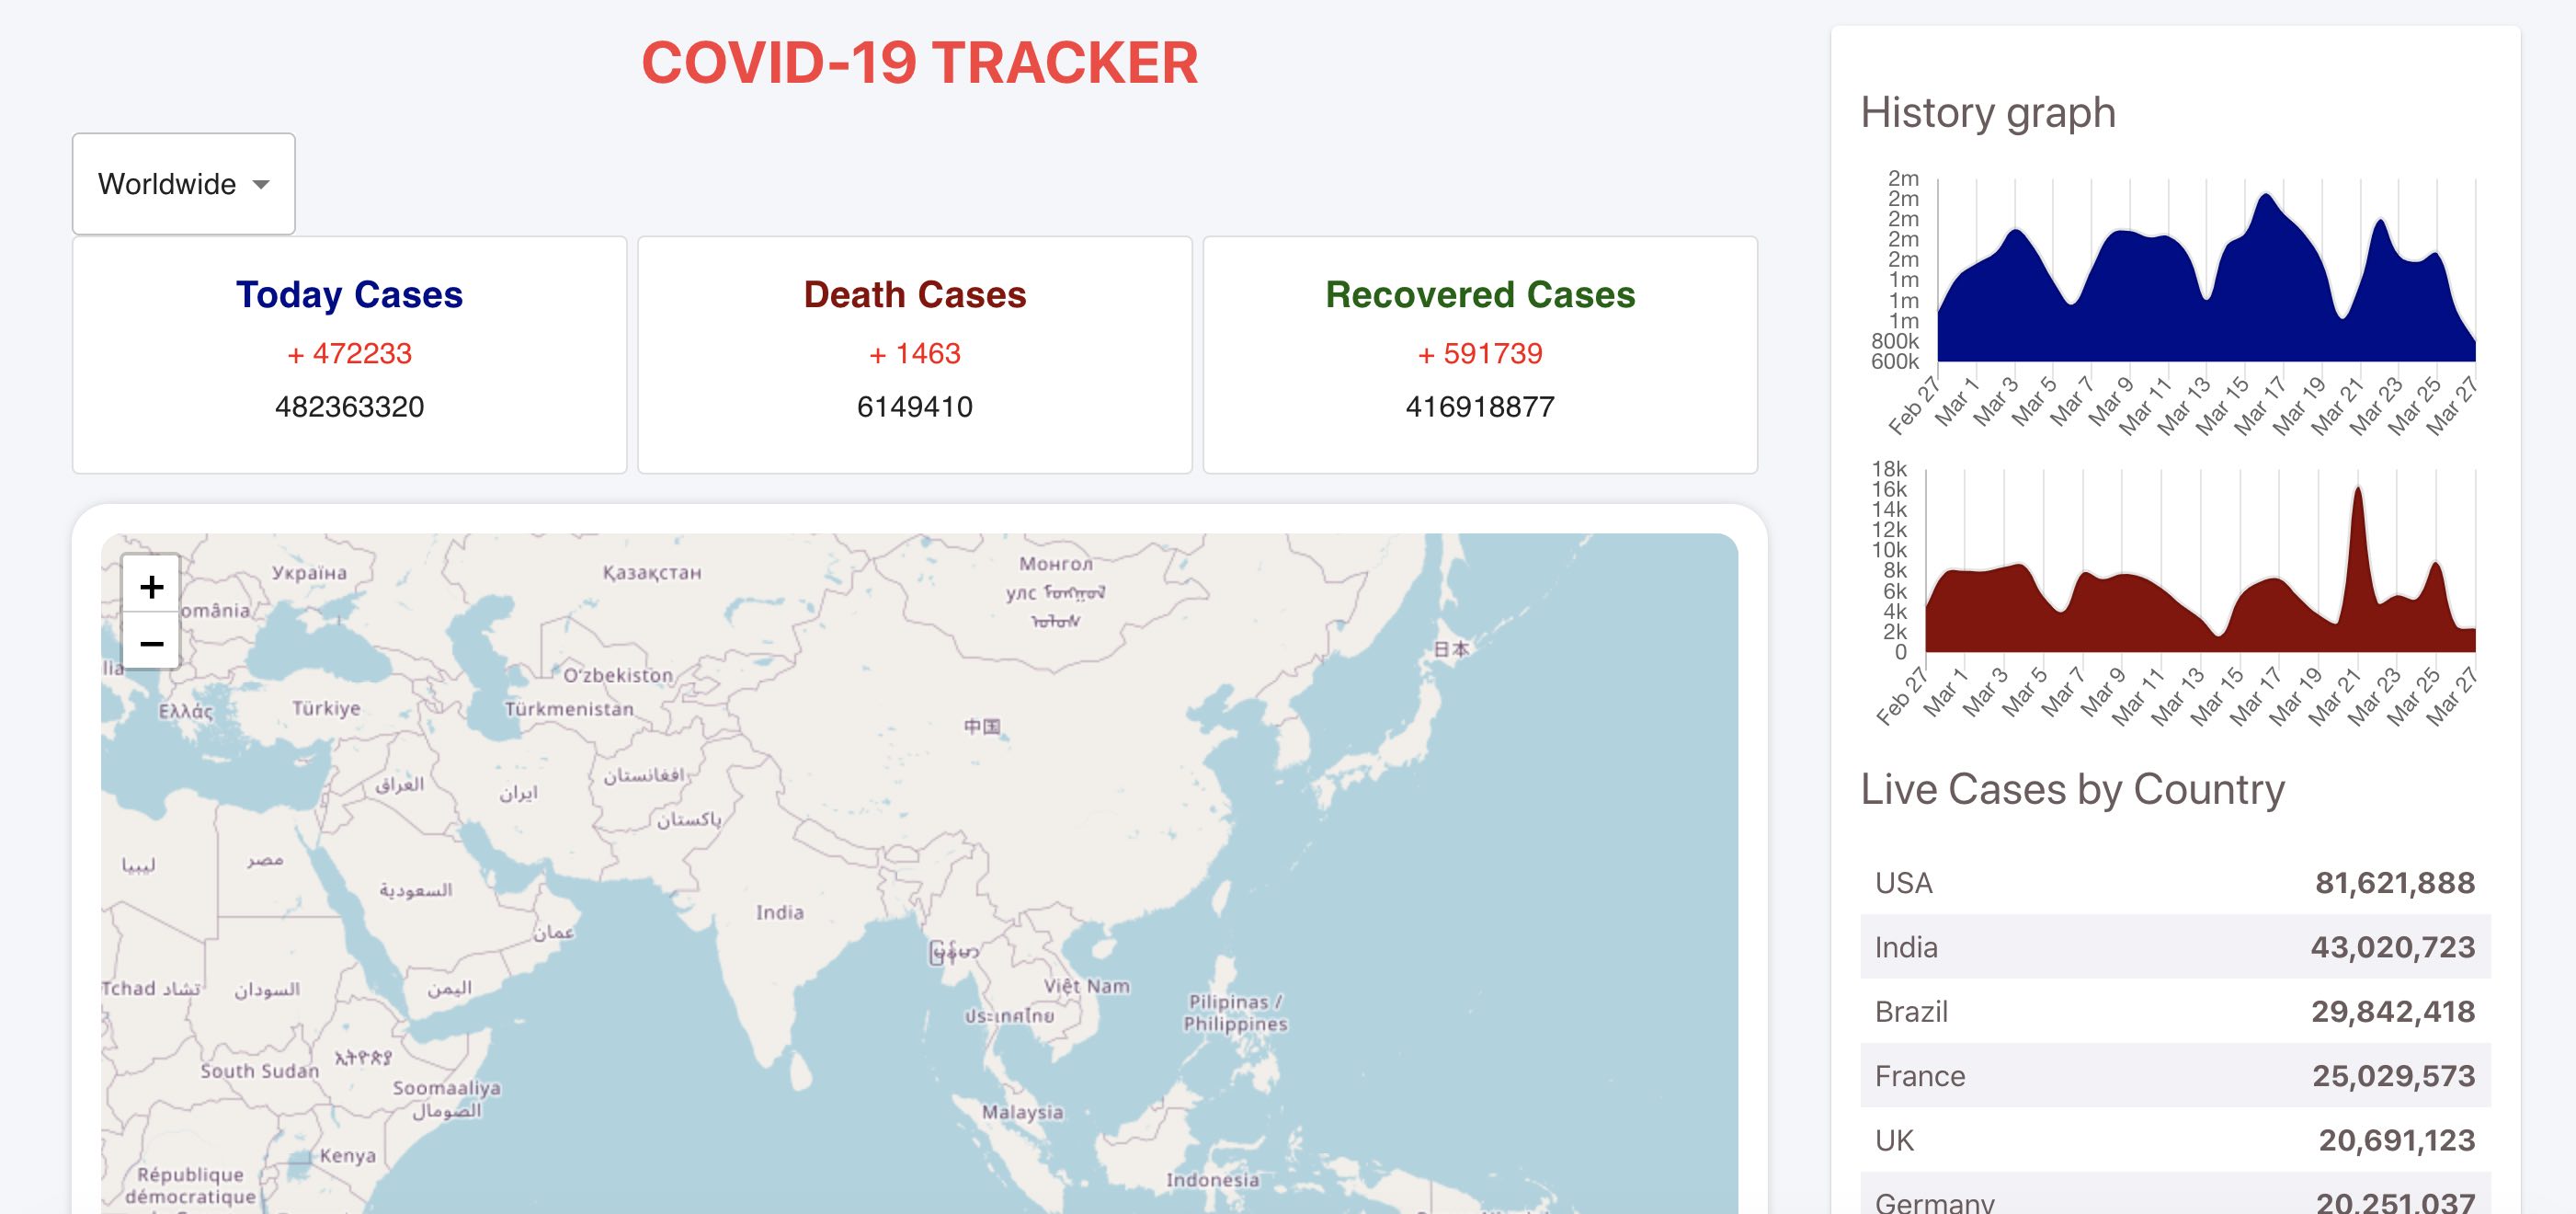 COVID-19 TRACKER
Worldwide
Today Cases
+ 472233
482363320
Death Cases
+ 1463
6149410
Recovered Cases
+ 591739
416918877
+
−
Україна
Қазақстан
Монгол
улс
omânia
lia
O‘zbekiston
日本
Ελλάς
Türkiye
Türkmenistan
中国
العراق
ايران
افغانستان
پاکستان
ليبيا
مصر
السعودية
India
عمان
မြန်မာ
Tchad تشاد
السودان
اليمن
Việt Nam
ประเทศไทย
Pilipinas /
Philippines
South Sudan
ኢትዮጵያ
Soomaaliya
الصومال
Malaysia
Kenya
République
démocratique
Indonesia
History graph
2m
2m
2m
2m
2m
1m
1m
1m
800k
600k
Feb 27 Mar 1 Mar 3 Mar 5 Mar 7 Mar 9 Mar 11 Mar 13 Mar 15 Mar 17 Mar 19 Mar 21 Mar 23 Mar 25 Mar 27
18k
16k
14k
12k
10k
8k
6k
4k
2k
0
Feb 27 Mar 1 Mar 3 Mar 5 Mar 7 Mar 9 Mar 11 Mar 13 Mar 15 Mar 17 Mar 19 Mar 21 Mar 23 Mar 25 Mar 27
Live Cases by Country
USA 81,621,888
India 43,020,723
Brazil 29,842,418
France 25,029,573
UK 20,691,123
Germany 20,251,037